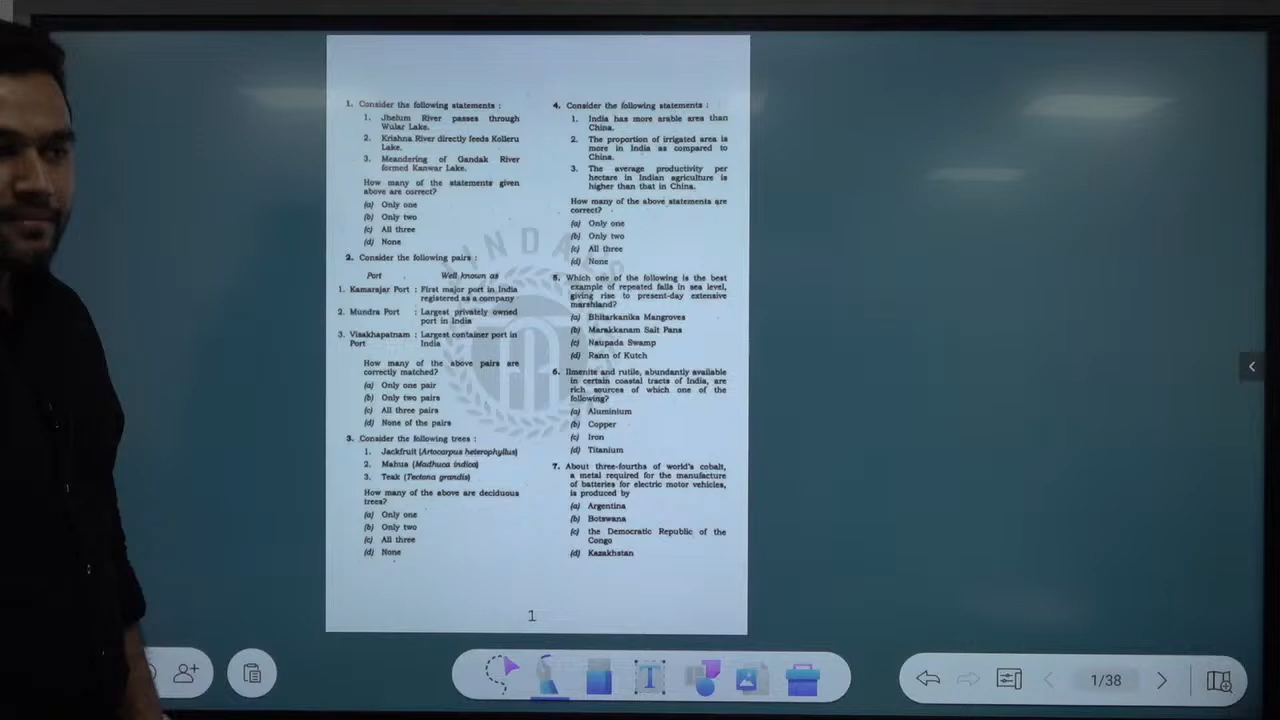 1. Consider the following statements :
1. Jhelum River passes through
Wular Lake.
2. Krishna River directly feeds Kolleru
Lake.
3. Meandering of Gandak River
formed Kanwar Lake.
How many of the statements given
above are correct?
(a) Only one
(b) Only two
(c) All three
(d) None
2. Consider the following pairs :
Port Well known as
1. Kamarajar Port : First major port in India
registered as a company
2. Mundra Port : Largest privately owned
port in India
3. Visakhapatnam : Largest container port in
Port India
How many of the above pairs are
correctly matched?
(a) Only one pair
(b) Only two pairs
(c) All three pairs
(d) None of the pairs
3. Consider the following trees :
1. Jackfruit (Artocarpus heterophyllus)
2. Mahua (Madhuca indica)
3. Teak (Tectona grandis)
How many of the above are deciduous
trees?
(a) Only one
(b) Only two
(c) All three
(d) None
4. Consider the following statements :
1. India has more arable area than
China.
2. The proportion of irrigated area is
more in India as compared to
China.
3. The average productivity per
hectare in Indian agriculture is
higher than that in China.
How many of the above statements are
correct?
(a) Only one
(b) Only two
(c) All three
(d) None
5. Which one of the following is the best
example of repeated falls in sea level,
giving rise to present-day extensive
marshland?
(a) Bhitarkanika Mangroves
(b) Marakkanam Salt Pans
(c) Naupada Swamp
(d) Rann of Kutch
6. Ilmenite and rutile, abundantly available
in certain coastal tracts of India, are
rich sources of which one of the
following?
(a) Aluminium
(b) Copper
(c) Iron
(d) Titanium
7. About three-fourths of world's cobalt,
a metal required for the manufacture
of batteries for electric motor vehicles,
is produced by
(a) Argentina
(b) Botswana
(c) the Democratic Republic of the
Congo
(d) Kazakhstan
1
T
1/38